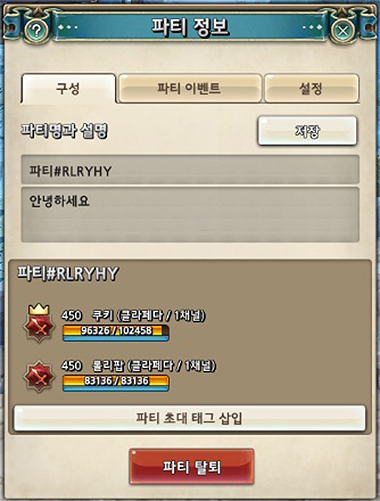 ?
파티 정보
구성
파티 이벤트
설정
파티명과 설명
저장
파티#RLRYHY
안녕하세요
파티#RLRYHY
450 쿠키 (클라페다 / 1채널)
96326 / 102458
450 롤리팝 (클라페다 / 1채널)
83136 / 83136
파티 초대 태그 삽입
파티 탈퇴